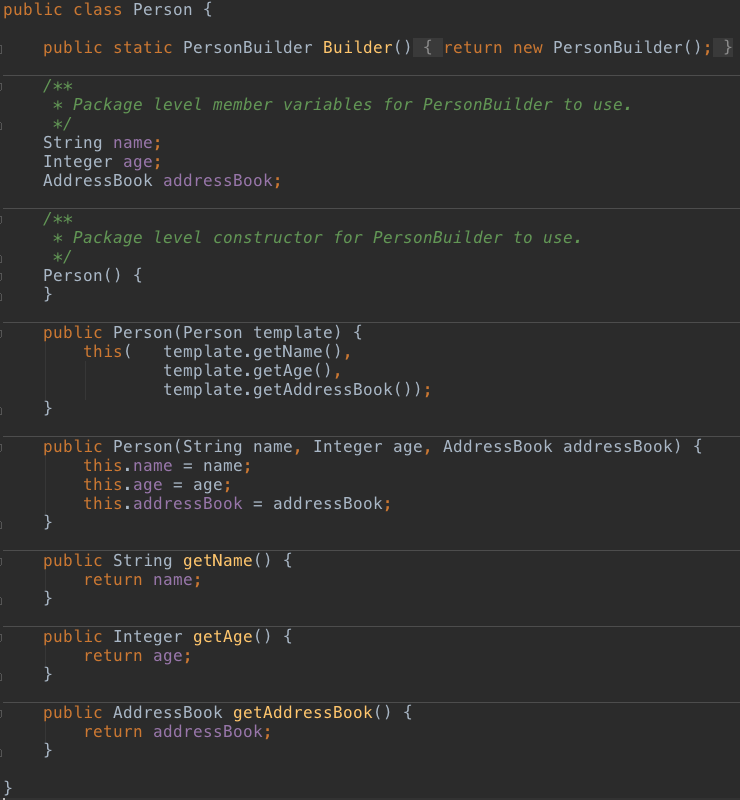 public class Person {
public static PersonBuilder Builder() { return new PersonBuilder(); }
/**
* Package level member variables for PersonBuilder to use.
*/
String name;
Integer age;
AddressBook addressBook;
/**
* Package level constructor for PersonBuilder to use.
*/
Person() {
}
public Person(Person template) {
this(   template.getName(),
template.getAge(),
template.getAddressBook());
}
public Person(String name, Integer age, AddressBook addressBook) {
this.name = name;
this.age = age;
this.addressBook = addressBook;
}
public String getName() {
return name;
}
public Integer getAge() {
return age;
}
public AddressBook getAddressBook() {
return addressBook;
}
}